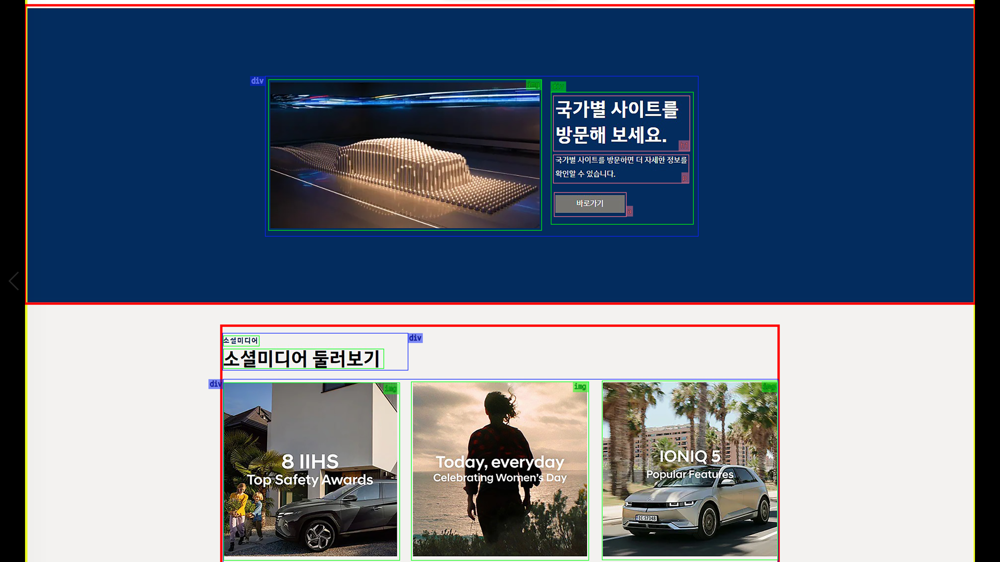 div
img
div
국가별 사이트를
방문해 보세요.
h1
국가별 사이트를 방문하면 더 자세한 정보를
확인할 수 있습니다.
p
바로가기
a
소셜미디어
div
소셜미디어 둘러보기
div
img
8 IIHS
Top Safety Awards
img
Today, everyday
Celebrating Women's Day
img
IONIQ 5
Popular Features
EC 57348